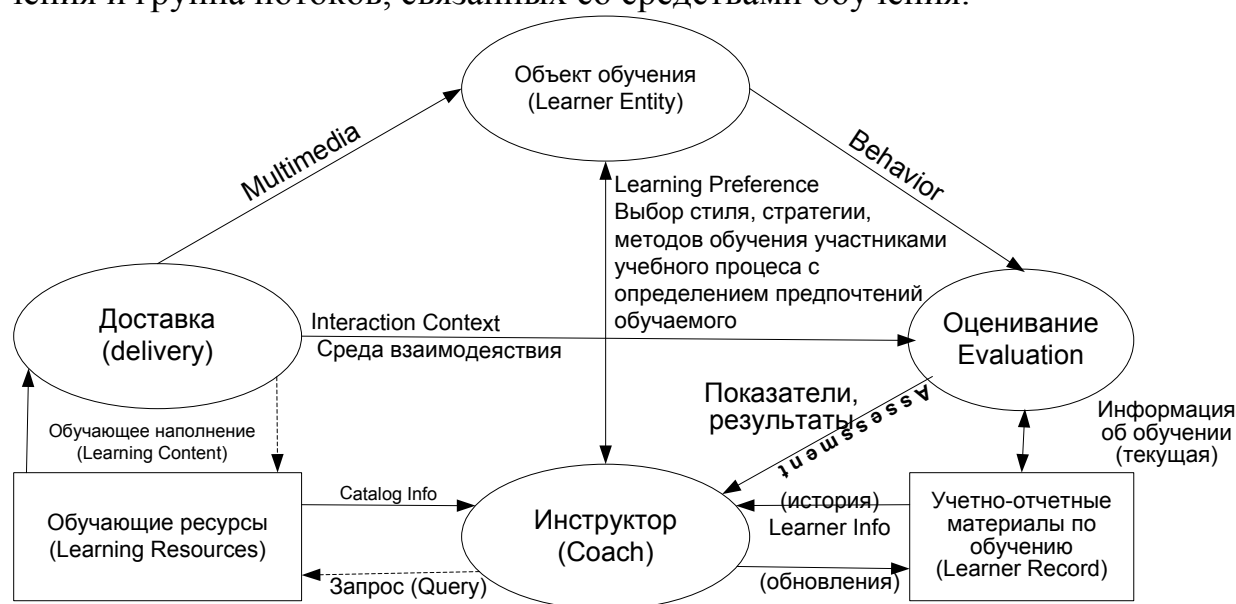 чения и группа потоков, связанных со средствами обучения.
Объект обучения
(Learner Entity)
Multimedia
Behavior
Learning Preference
Выбор стиля, стратегии,
методов обучения участниками
учебного процеса с
определением предпочтений
обучаемого
Доставка
(delivery)
Interaction Context
Среда взаимодеяствия
Оценивание
Evaluation
Показатели,
результаты
Assessment
Информация
об обучении
(текущая)
Обучающее наполнение
(Learning Content)
Обучающие ресурсы
(Learning Resources)
Catalog Info
Запрос (Query)
Инструктор
(Coach)
(история)
Learner Info
(обновления)
Учетно-отчетные
материалы по
обучению
(Learner Record)